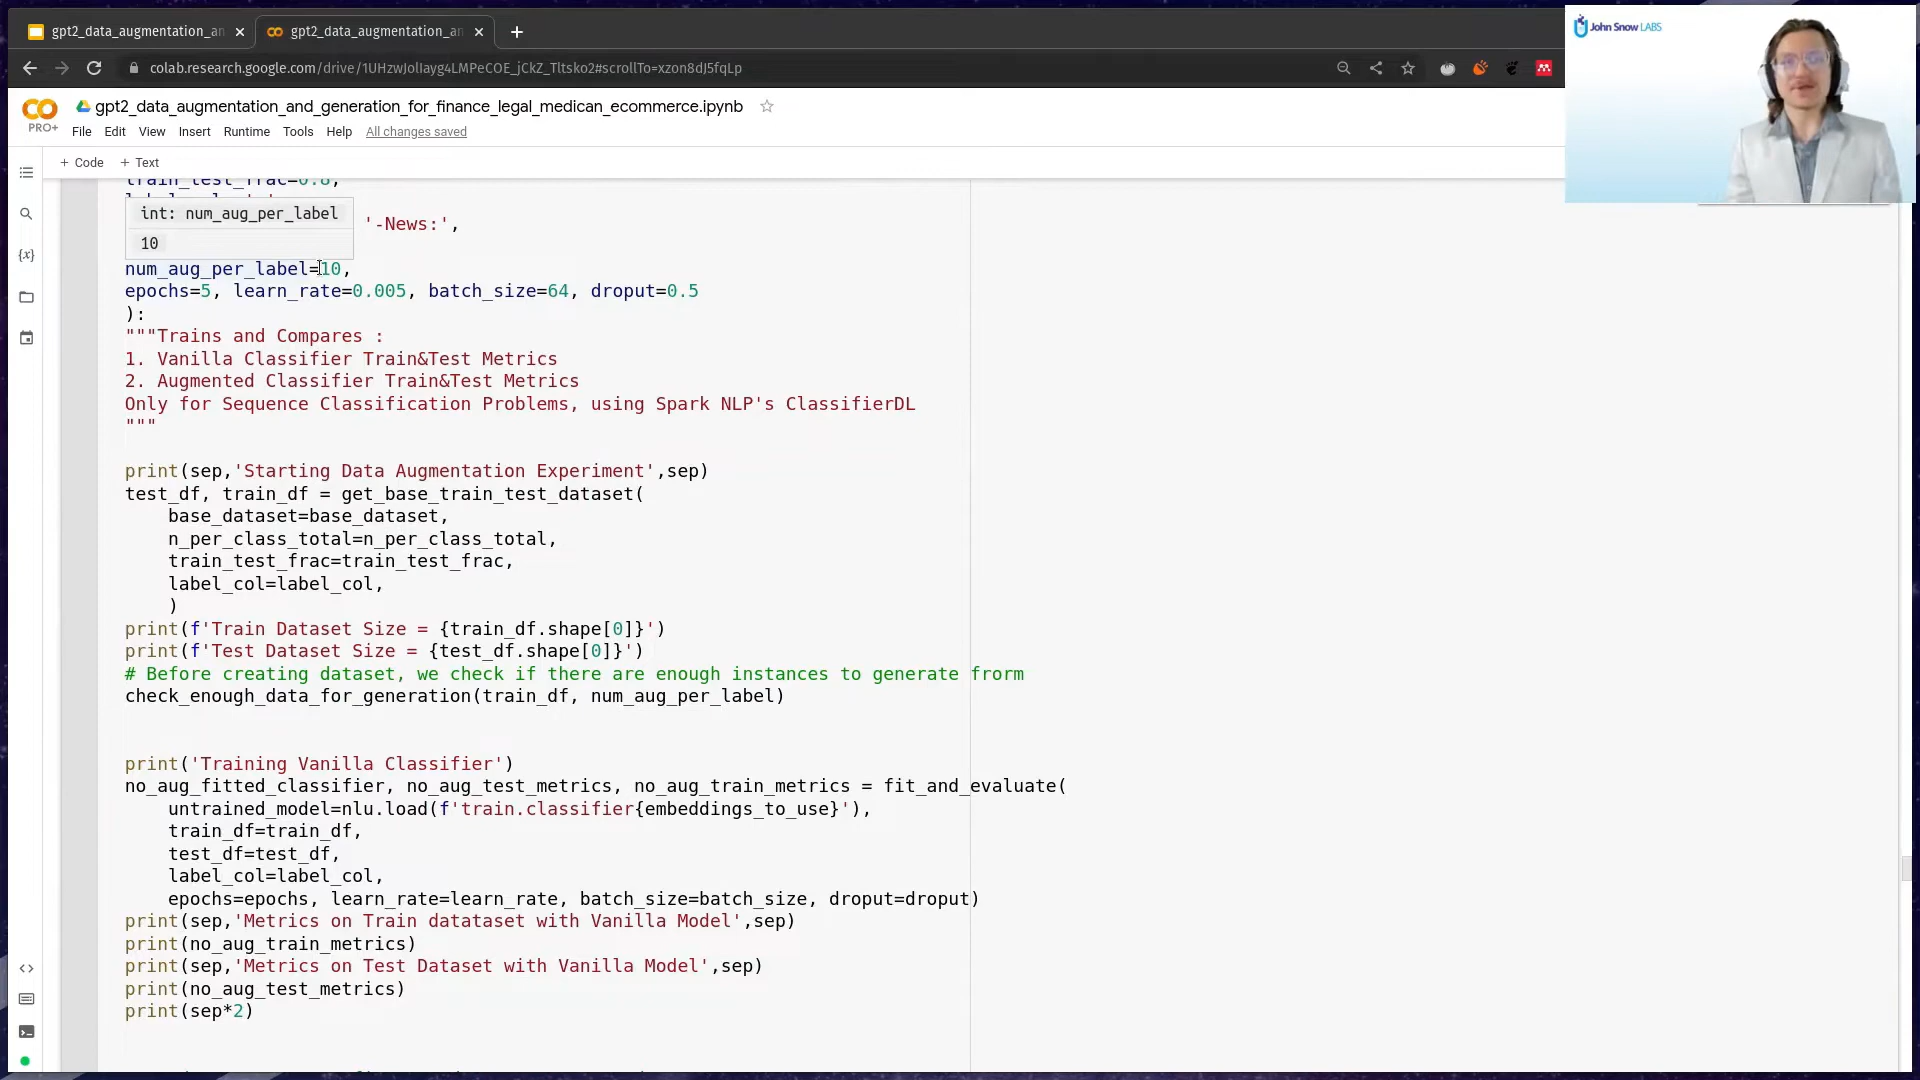 gpt2_data_augmentation_an
gpt2_data_augmentation_an
colab.research.google.com/drive/1UHzwJolIayg4LMPeCOE_jCkZ_Tltsko2#scrollTo=xzon8dJ5fqLp
John Snow LABS
PRO+
gpt2_data_augmentation_and_generation_for_finance_legal_medican_ecommerce.ipynb
File Edit View Insert Runtime Tools Help All changes saved
+ Code + Text
train_test_frac=0.8,
int: num_aug_per_label
'-News:',
10
num_aug_per_label=10,
epochs=5, learn_rate=0.005, batch_size=64, droput=0.5
):
"""Trains and Compares :
1. Vanilla Classifier Train&Test Metrics
2. Augmented Classifier Train&Test Metrics
Only for Sequence Classification Problems, using Spark NLP's ClassifierDL
"""
print(sep,'Starting Data Augmentation Experiment',sep)
test_df, train_df = get_base_train_test_dataset(
base_dataset=base_dataset,
n_per_class_total=n_per_class_total,
train_test_frac=train_test_frac,
label_col=label_col,
)
print(f'Train Dataset Size = {train_df.shape[0]}')
print(f'Test Dataset Size = {test_df.shape[0]}')
# Before creating dataset, we check if there are enough instances to generate frorm
check_enough_data_for_generation(train_df, num_aug_per_label)
print('Training Vanilla Classifier')
no_aug_fitted_classifier, no_aug_test_metrics, no_aug_train_metrics = fit_and_evaluate(
untrained_model=nlu.load(f'train.classifier{embeddings_to_use}'),
train_df=train_df,
test_df=test_df,
label_col=label_col,
epochs=epochs, learn_rate=learn_rate, batch_size=batch_size, droput=droput)
print(sep,'Metrics on Train datataset with Vanilla Model',sep)
print(no_aug_train_metrics)
print(sep,'Metrics on Test Dataset with Vanilla Model',sep)
print(no_aug_test_metrics)
print(sep*2)